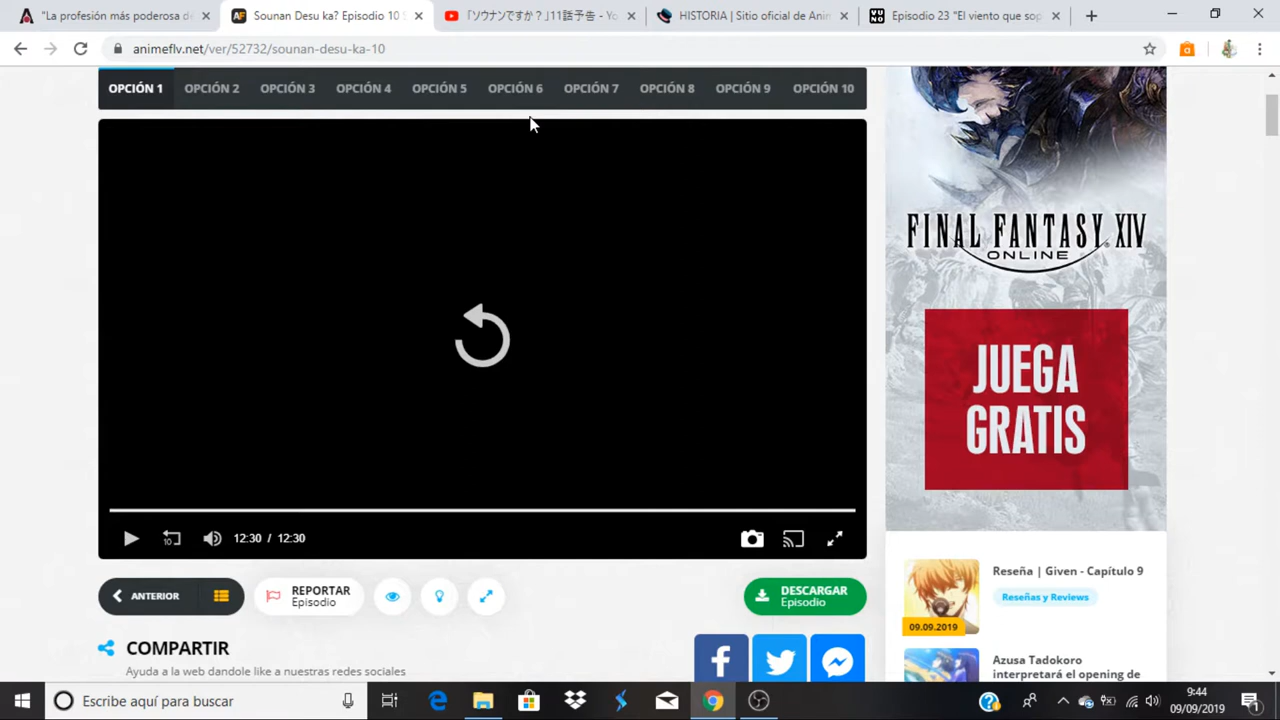 "La profesión más poderosa d
Sounan Desu ka? Episodio 10 S
「ソウナンですか？」11話予告 - Yo
HISTORIA | Sitio oficial de Anim
YU
NO
Episodio 23 "El viento que sop
animeflv.net/ver/52732/sounan-desu-ka-10
OPCIÓN 1 OPCIÓN 2 OPCIÓN 3 OPCIÓN 4 OPCIÓN 5 OPCIÓN 6 OPCIÓN 7 OPCIÓN 8 OPCIÓN 9 OPCIÓN 10
FINAL FANTASY XIV
ONLINE
JUEGA
GRATIS
10
12:30 / 12:30
ANTERIOR
REPORTAR
Episodio
DESCARGAR
Episodio
COMPARTIR
Ayuda a la web dandole like a nuestras redes sociales
Reseña | Given - Capítulo 9
Reseñas y Reviews
09.09.2019
Azusa Tadokoro
interpretará el opening de
Escribe aquí para buscar
9:44
09/09/2019
1